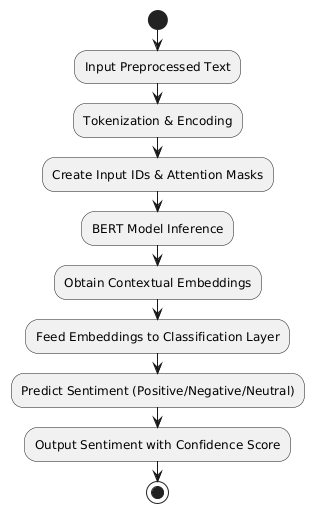 Input Preprocessed Text
Tokenization & Encoding
Create Input IDs & Attention Masks
BERT Model Inference
Obtain Contextual Embeddings
Feed Embeddings to Classification Layer
Predict Sentiment (Positive/Negative/Neutral)
Output Sentiment with Confidence Score